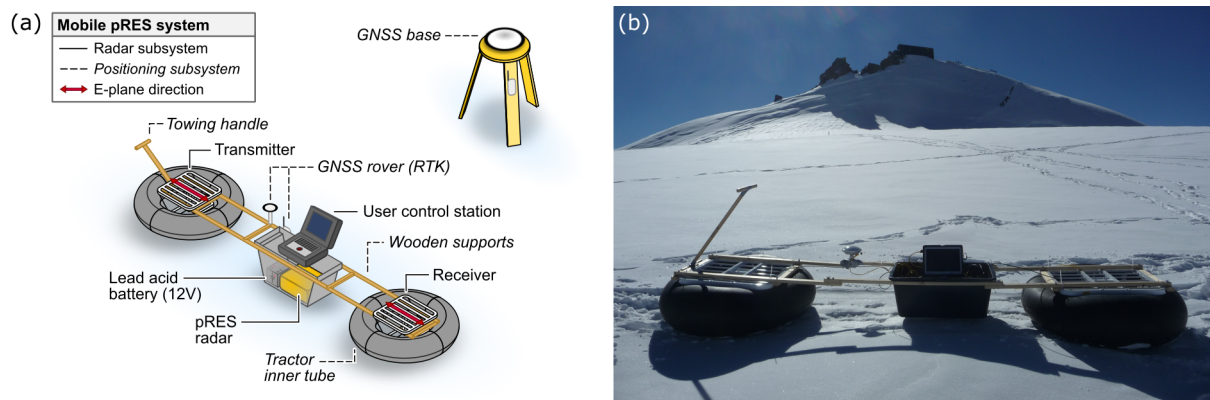 (a)
Mobile pRES system
Radar subsystem
Positioning subsystem
E-plane direction
GNSS base
Towing handle
Transmitter
GNSS rover (RTK)
User control station
Wooden supports
Lead acid
battery (12V)
Receiver
pRES
radar
Tractor
inner tube
(b)